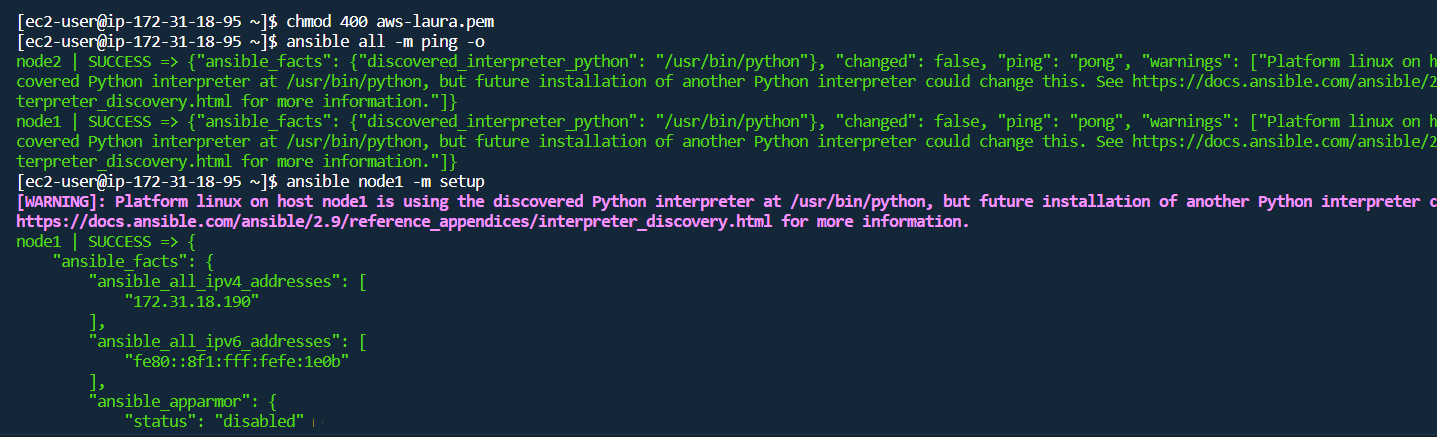 [ec2-user@ip-172-31-18-95 ~]$ chmod 400 aws-laura.pem
[ec2-user@ip-172-31-18-95 ~]$ ansible all -m ping -o
node2 | SUCCESS => {"ansible_facts": {"discovered_interpreter_python": "/usr/bin/python"}, "changed": false, "ping": "pong", "warnings": ["Platform linux on h
covered Python interpreter at /usr/bin/python, but future installation of another Python interpreter could change this. See https://docs.ansible.com/ansible/2
terpreter_discovery.html for more information."]}
node1 | SUCCESS => {"ansible_facts": {"discovered_interpreter_python": "/usr/bin/python"}, "changed": false, "ping": "pong", "warnings": ["Platform linux on h
covered Python interpreter at /usr/bin/python, but future installation of another Python interpreter could change this. See https://docs.ansible.com/ansible/2
terpreter_discovery.html for more information."]}
[ec2-user@ip-172-31-18-95 ~]$ ansible node1 -m setup
[WARNING]: Platform linux on host node1 is using the discovered Python interpreter at /usr/bin/python, but future installation of another Python interpreter c
https://docs.ansible.com/ansible/2.9/reference_appendices/interpreter_discovery.html for more information.
node1 | SUCCESS => {
    "ansible_facts": {
        "ansible_all_ipv4_addresses": [
            "172.31.18.190"
        ],
        "ansible_all_ipv6_addresses": [
            "fe80::8f1:fff:fefe:1e0b"
        ],
        "ansible_apparmor": {
            "status": "disabled"